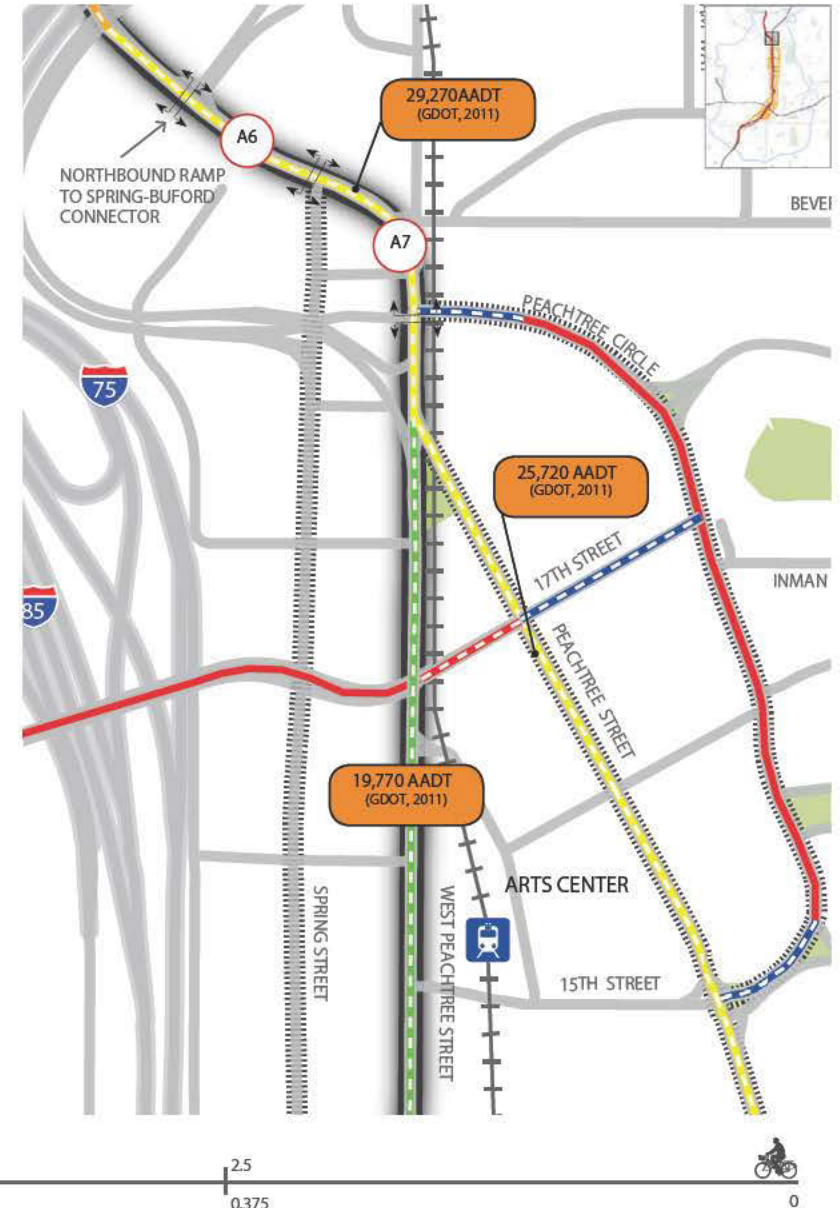 29,270AADT
(GDOT, 2011)
A6
NORTHBOUND RAMP
TO SPRING-BUFORD
CONNECTOR
BEVE
A7
PEACHTREE CIRCLE
75
25,720 AADT
(GDOT, 2011)
17TH STREET
INMAN
85
PEACHTREE STREET
19,770 AADT
(GDOT, 2011)
ARTS CENTER
SPRING STREET
WEST PEACHTREE STREET
15TH STREET
2.5
0.375
0